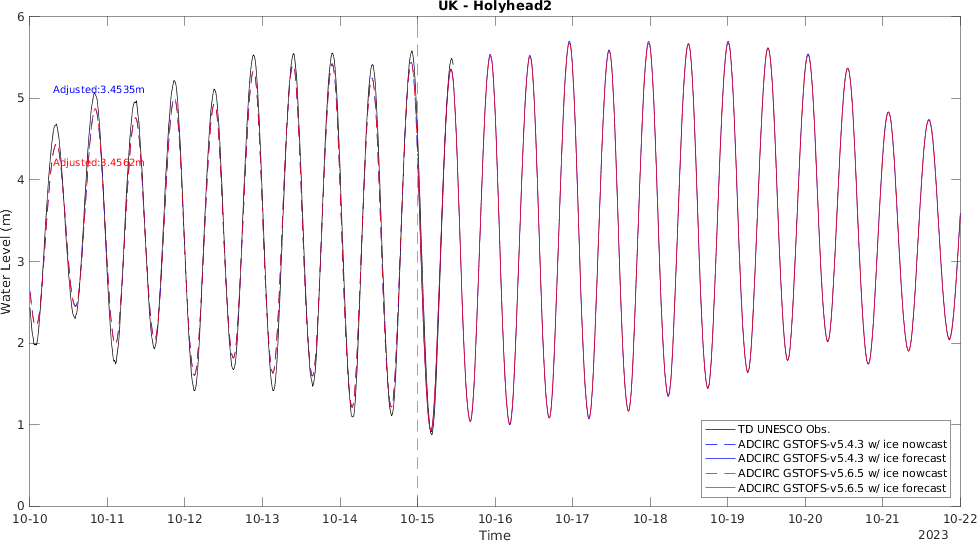 UK - Holyhead2
6
5
4
3
2
1
0
Water Level (m)
Adjusted:3.4535m
Adjusted:3.4562m
TD UNESCO Obs.
ADCIRC GSTOFS-v5.4.3 w/ ice nowcast
ADCIRC GSTOFS-v5.4.3 w/ ice forecast
ADCIRC GSTOFS-v5.6.5 w/ ice nowcast
ADCIRC GSTOFS-v5.6.5 w/ ice forecast
10-10 10-11 10-12 10-13 10-14 10-15 10-16 10-17 10-18 10-19 10-20 10-21 10-22
Time
2023